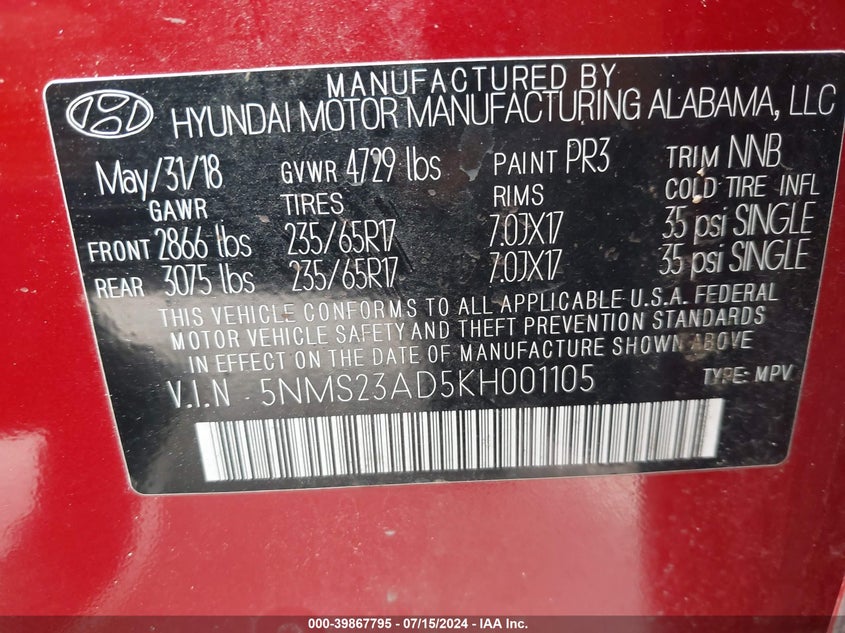 MANUFACTURED BY
HYUNDAI MOTOR MANUFACTURING ALABAMA, LLC
May/31/18 GVWR 4729 lbs PAINT PR3 TRIM NNB
GAWR TIRES RIMS COLD TIRE INFL
FRONT 2866 lbs 235/65R17 7.0JX17 35 psi SINGLE
REAR 3075 lbs 235/65R17 7.0JX17 35 psi SINGLE
THIS VEHICLE CONFORMS TO ALL APPLICABLE U.S.A. FEDERAL
MOTOR VEHICLE SAFETY AND THEFT PREVENTION STANDARDS
IN EFFECT ON THE DATE OF MANUFACTURE SHOWN ABOVE
V.I.N - 5NMS23AD5KH001105 TYPE: MPV
000-39867795 - 07/15/2024 - IAA Inc.